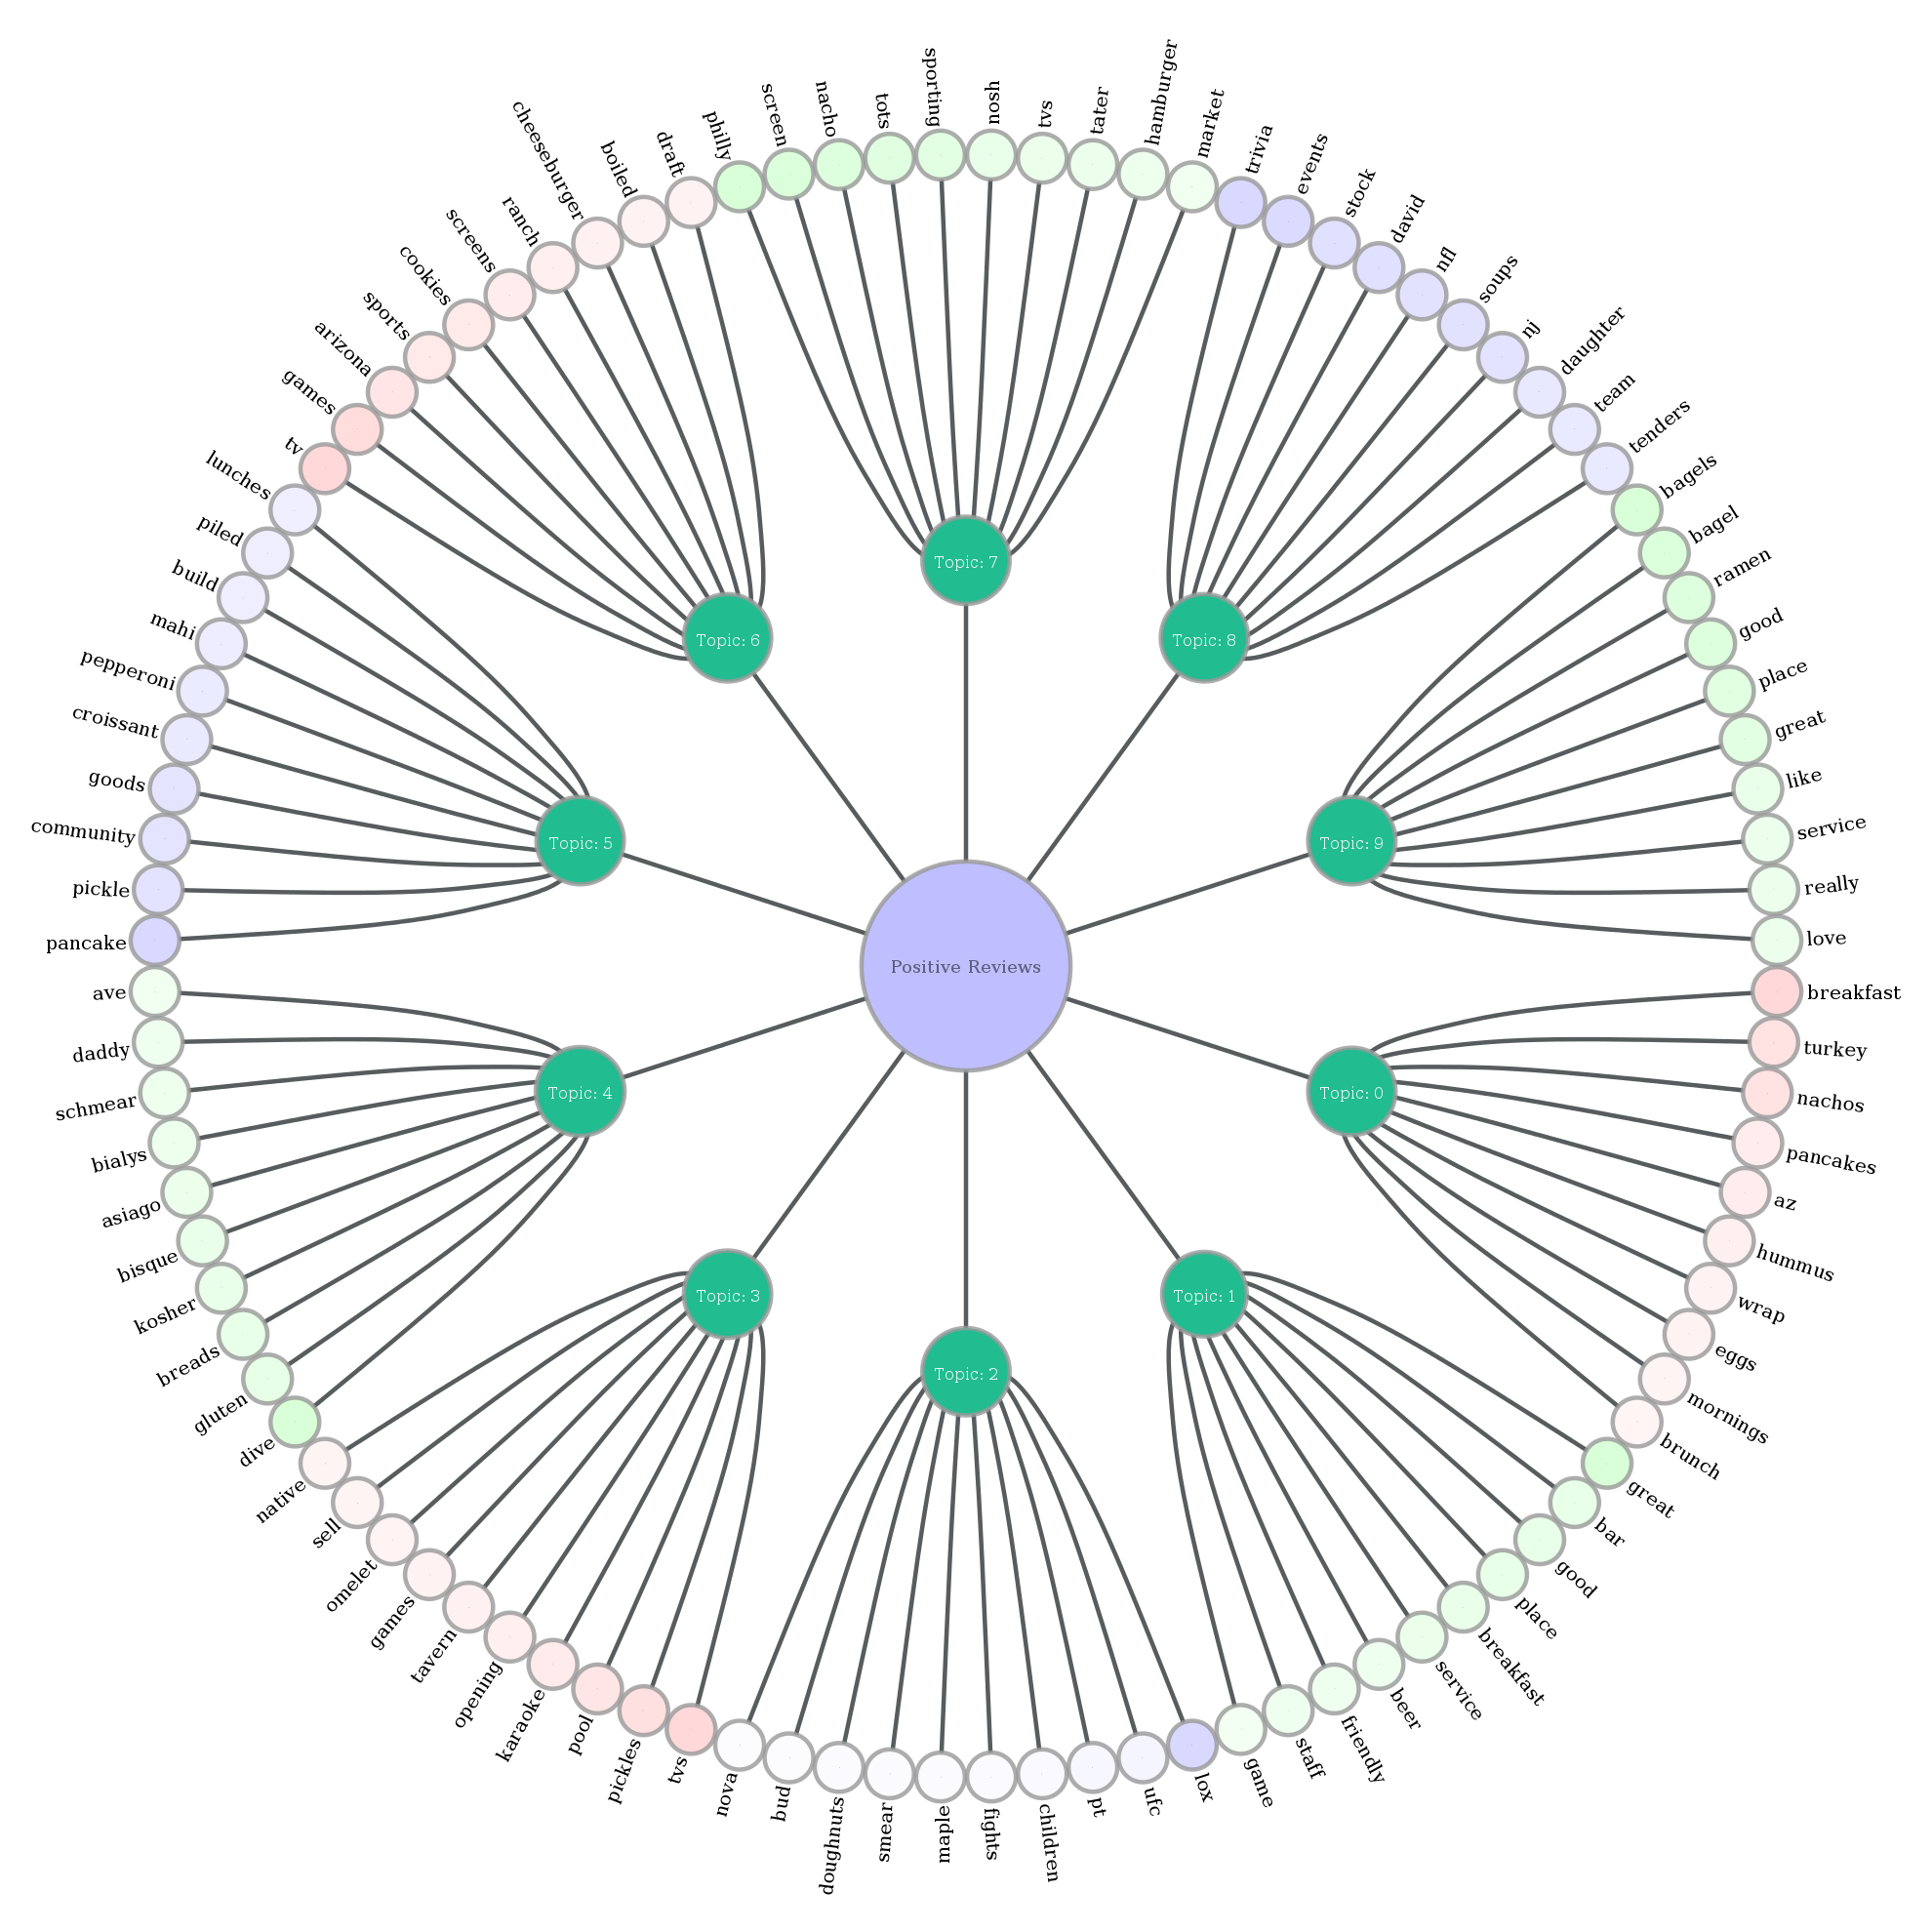 Positive Reviews
Topic: 0
breakfast
turkey
nachos
pancakes
az
hummus
wrap
eggs
mornings
brunch
Topic: 1
great
bar
good
place
breakfast
service
beer
friendly
staff
game
Topic: 2
lox
ufc
pt
children
fights
maple
smear
doughnuts
bud
nova
Topic: 3
tvs
pickles
pool
karaoke
opening
tavern
games
omelet
sell
native
Topic: 4
dive
gluten
breads
kosher
bisque
asiago
bialys
schmear
daddy
ave
Topic: 5
pancake
pickle
community
goods
croissant
pepperoni
mahi
build
piled
lunches
Topic: 6
tv
games
arizona
sports
cookies
screens
ranch
cheeseburger
boiled
draft
Topic: 7
philly
screen
nacho
tots
sporting
nosh
tvs
tater
hamburger
market
Topic: 8
trivia
events
stock
david
nfl
soups
nj
daughter
team
tenders
Topic: 9
bagels
bagel
ramen
good
place
great
like
service
really
love